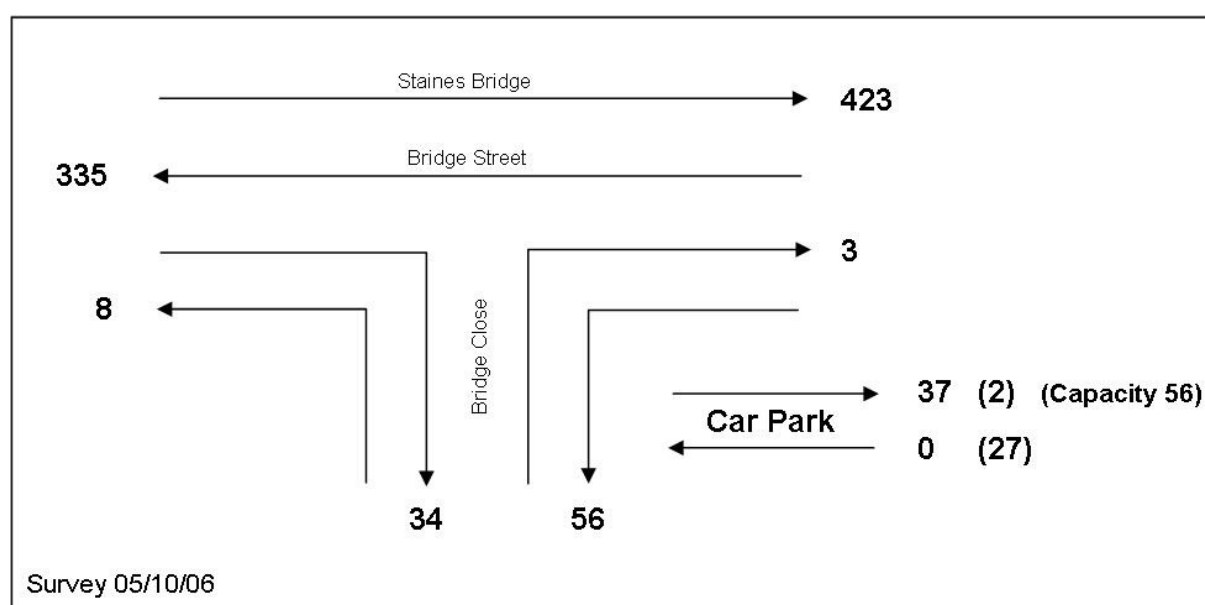 Staines Bridge
423
Bridge Street
335
3
8
Bridge Close
37 (2) (Capacity 56)
Car Park
0 (27)
34
56
Survey 05/10/06